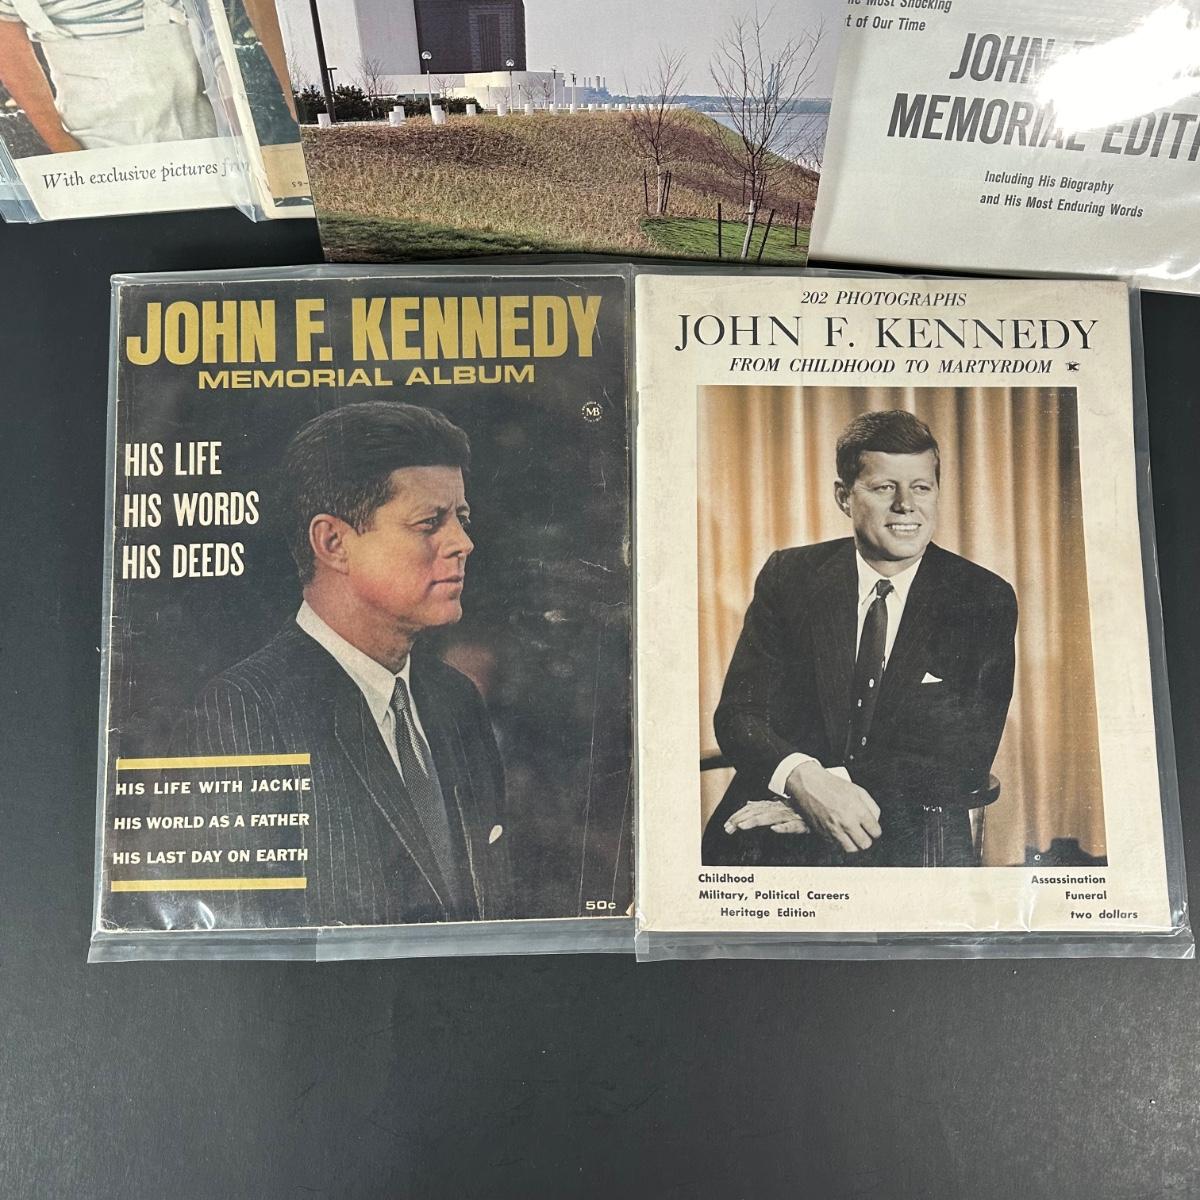 With exclusive pictures
Most Shocking
of Our Time
JOHN
MEMORIAL EDITI
Including His Biography
and His Most Enduring Words
JOHN F. KENNEDY
MEMORIAL ALBUM
MB
HIS LIFE
HIS WORDS
HIS DEEDS
HIS LIFE WITH JACKIE
HIS WORLD AS A FATHER
HIS LAST DAY ON EARTH
50c
202 PHOTOGRAPHS
JOHN F. KENNEDY
FROM CHILDHOOD TO MARTYRDOM K
Childhood
Military, Political Careers
Heritage Edition
Assassination
Funeral
two dollars